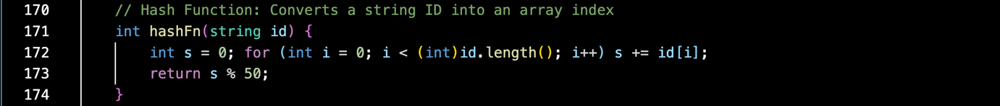 170 // Hash Function: Converts a string ID into an array index
171 int hashFn(string id) {
172 int s = 0; for (int i = 0; i < (int)id.length(); i++) s += id[i];
173 return s % 50;
174 }